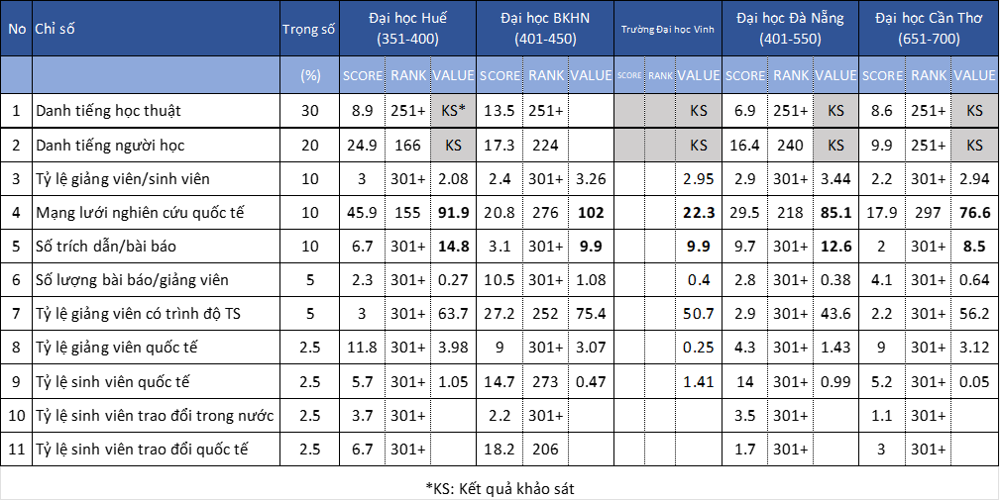 No Chỉ số Trọng số Đại học Huế Đại học BKHN Trường Đại học Vinh Đại học Đà Nẵng Đại học Cần Thơ
(351-400) (401-450) (401-550) (651-700)
(%) SCORE RANK VALUE SCORE RANK VALUE SCORE RANK VALUE SCORE RANK VALUE SCORE RANK VALUE
1 Danh tiếng học thuật 30 8.9 251+ KS* 13.5 251+ KS 6.9 251+ KS 8.6 251+ KS
2 Danh tiếng người học 20 24.9 166 KS 17.3 224 KS 16.4 240 KS 9.9 251+ KS
3 Tỷ lệ giảng viên/sinh viên 10 3 301+ 2.08 2.4 301+ 3.26 2.95 2.9 301+ 3.44 2.2 301+ 2.94
4 Mạng lưới nghiên cứu quốc tế 10 45.9 155 91.9 20.8 276 102 22.3 29.5 218 85.1 17.9 297 76.6
5 Số trích dẫn/bài báo 10 6.7 301+ 14.8 3.1 301+ 9.9 9.9 9.7 301+ 12.6 2 301+ 8.5
6 Số lượng bài báo/giảng viên 5 2.3 301+ 0.27 10.5 301+ 1.08 0.4 2.8 301+ 0.38 4.1 301+ 0.64
7 Tỷ lệ giảng viên có trình độ TS 5 3 301+ 63.7 27.2 252 75.4 50.7 2.9 301+ 43.6 2.2 301+ 56.2
8 Tỷ lệ giảng viên quốc tế 2.5 11.8 301+ 3.98 9 301+ 3.07 0.25 4.3 301+ 1.43 9 301+ 3.12
9 Tỷ lệ sinh viên quốc tế 2.5 5.7 301+ 1.05 14.7 273 0.47 1.41 14 301+ 0.99 5.2 301+ 0.05
10 Tỷ lệ sinh viên trao đổi trong nước 2.5 3.7 301+ 2.2 301+ 3.5 301+ 1.1 301+
11 Tỷ lệ sinh viên trao đổi quốc tế 2.5 6.7 301+ 18.2 206 1.7 301+ 3 301+
*KS: Kết quả khảo sát